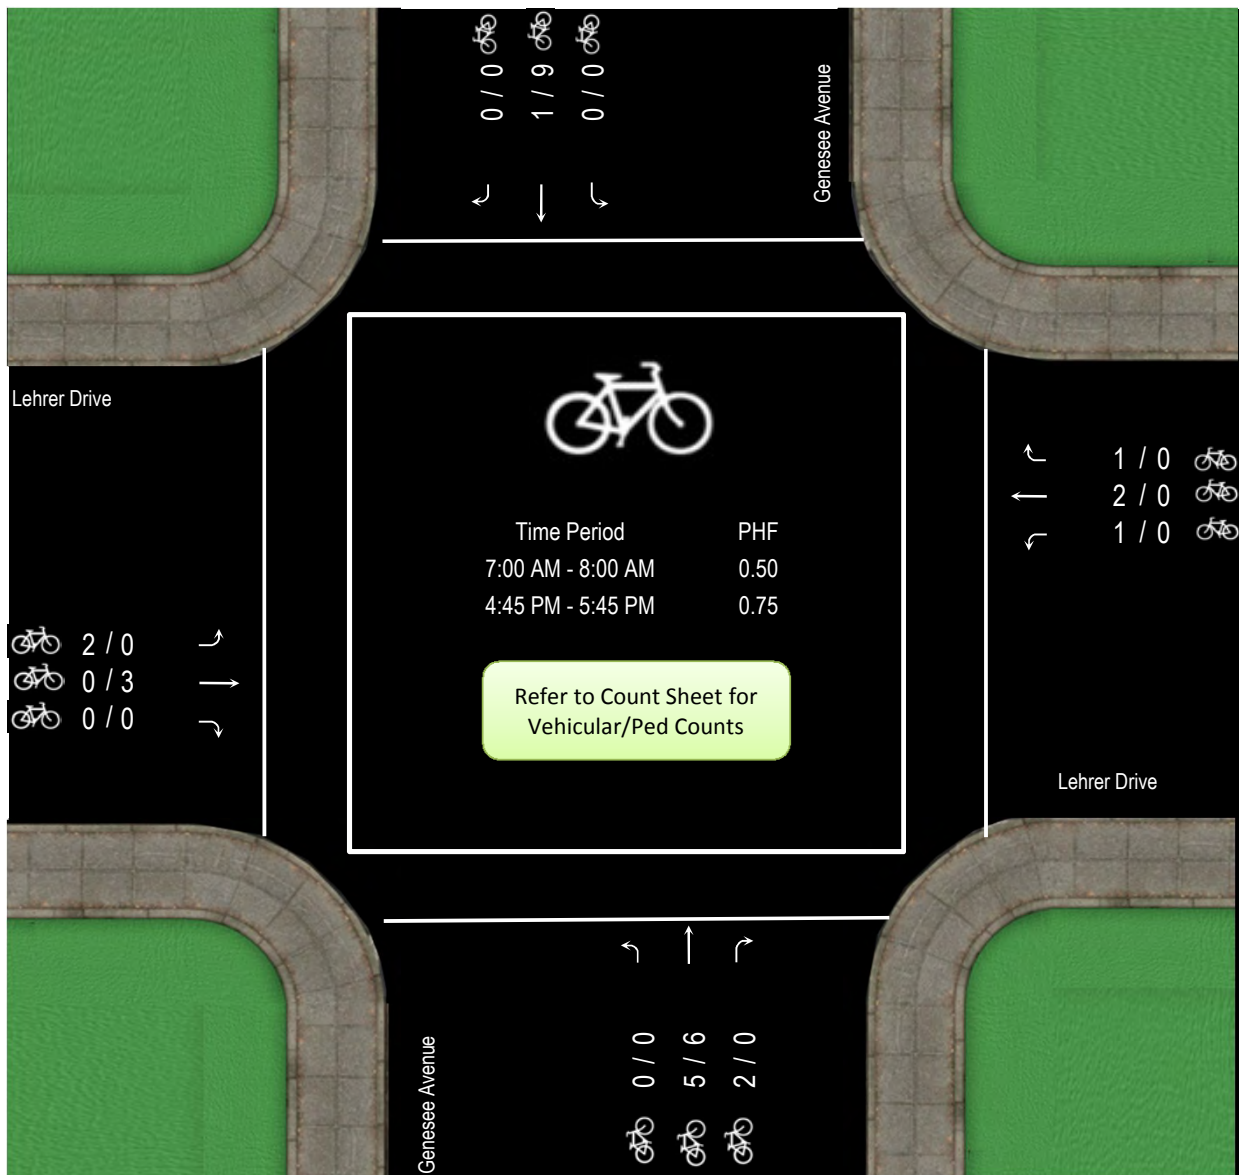 0 / 0
1 / 9
0 / 0
Genesee Avenue
Lehrer Drive
1 / 0
2 / 0
1 / 0
Time Period PHF
7:00 AM - 8:00 AM 0.50
4:45 PM - 5:45 PM 0.75
2 / 0
0 / 3
0 / 0
Refer to Count Sheet for
Vehicular/Ped Counts
Lehrer Drive
Genesee Avenue
0 / 0
5 / 6
2 / 0